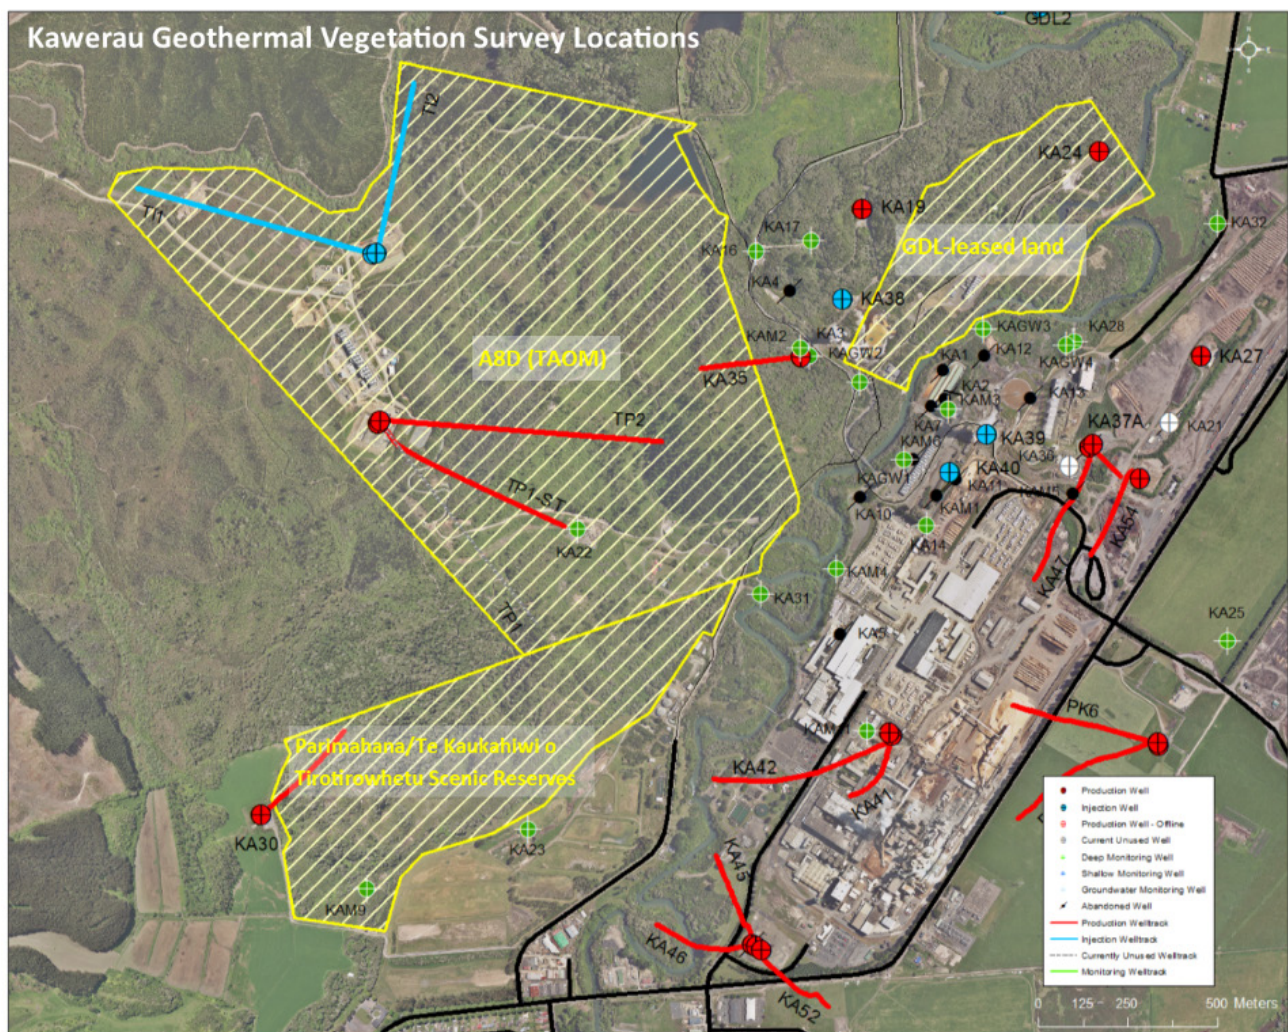 Kawerau Geothermal Vegetation Survey Locations
GDL2
TI2
TI1
KA24
KA19
KA32
KA17
KA16
GDL-leased land
KA4
KA38
KAM2
KA3
KAGW3
KA28
KAGW2
KAGW4
KA1
KA12
KA27
A8D (TAOM)
KA35
KA2
KAM3
KA13
KA7
KA37A
KA21
TP2
KAM6
KA39
KA36
KAGW1
KA40
KA11
KAM5
TP1-ST
KAM1
KA10
KA54
KA22
KA14
KAM4
KA47
KA31
KA25
TP1
KA5
PK6
Parimahana/Te Kaukahiwi o
Tirotirowhetu Scenic Reserves
KA42
KA41
KA30
KA23
KA45
KAM9
KA46
KA52
Production Well
Injection Well
Production Well - Offline
Current Unused Well
Deep Monitoring Well
Shallow Monitoring Well
Groundwater Monitoring Well
Abandoned Well
Production Welltrack
Injection Welltrack
Currently Unused Welltrack
Monitoring Welltrack
0 125 250 500 Meters